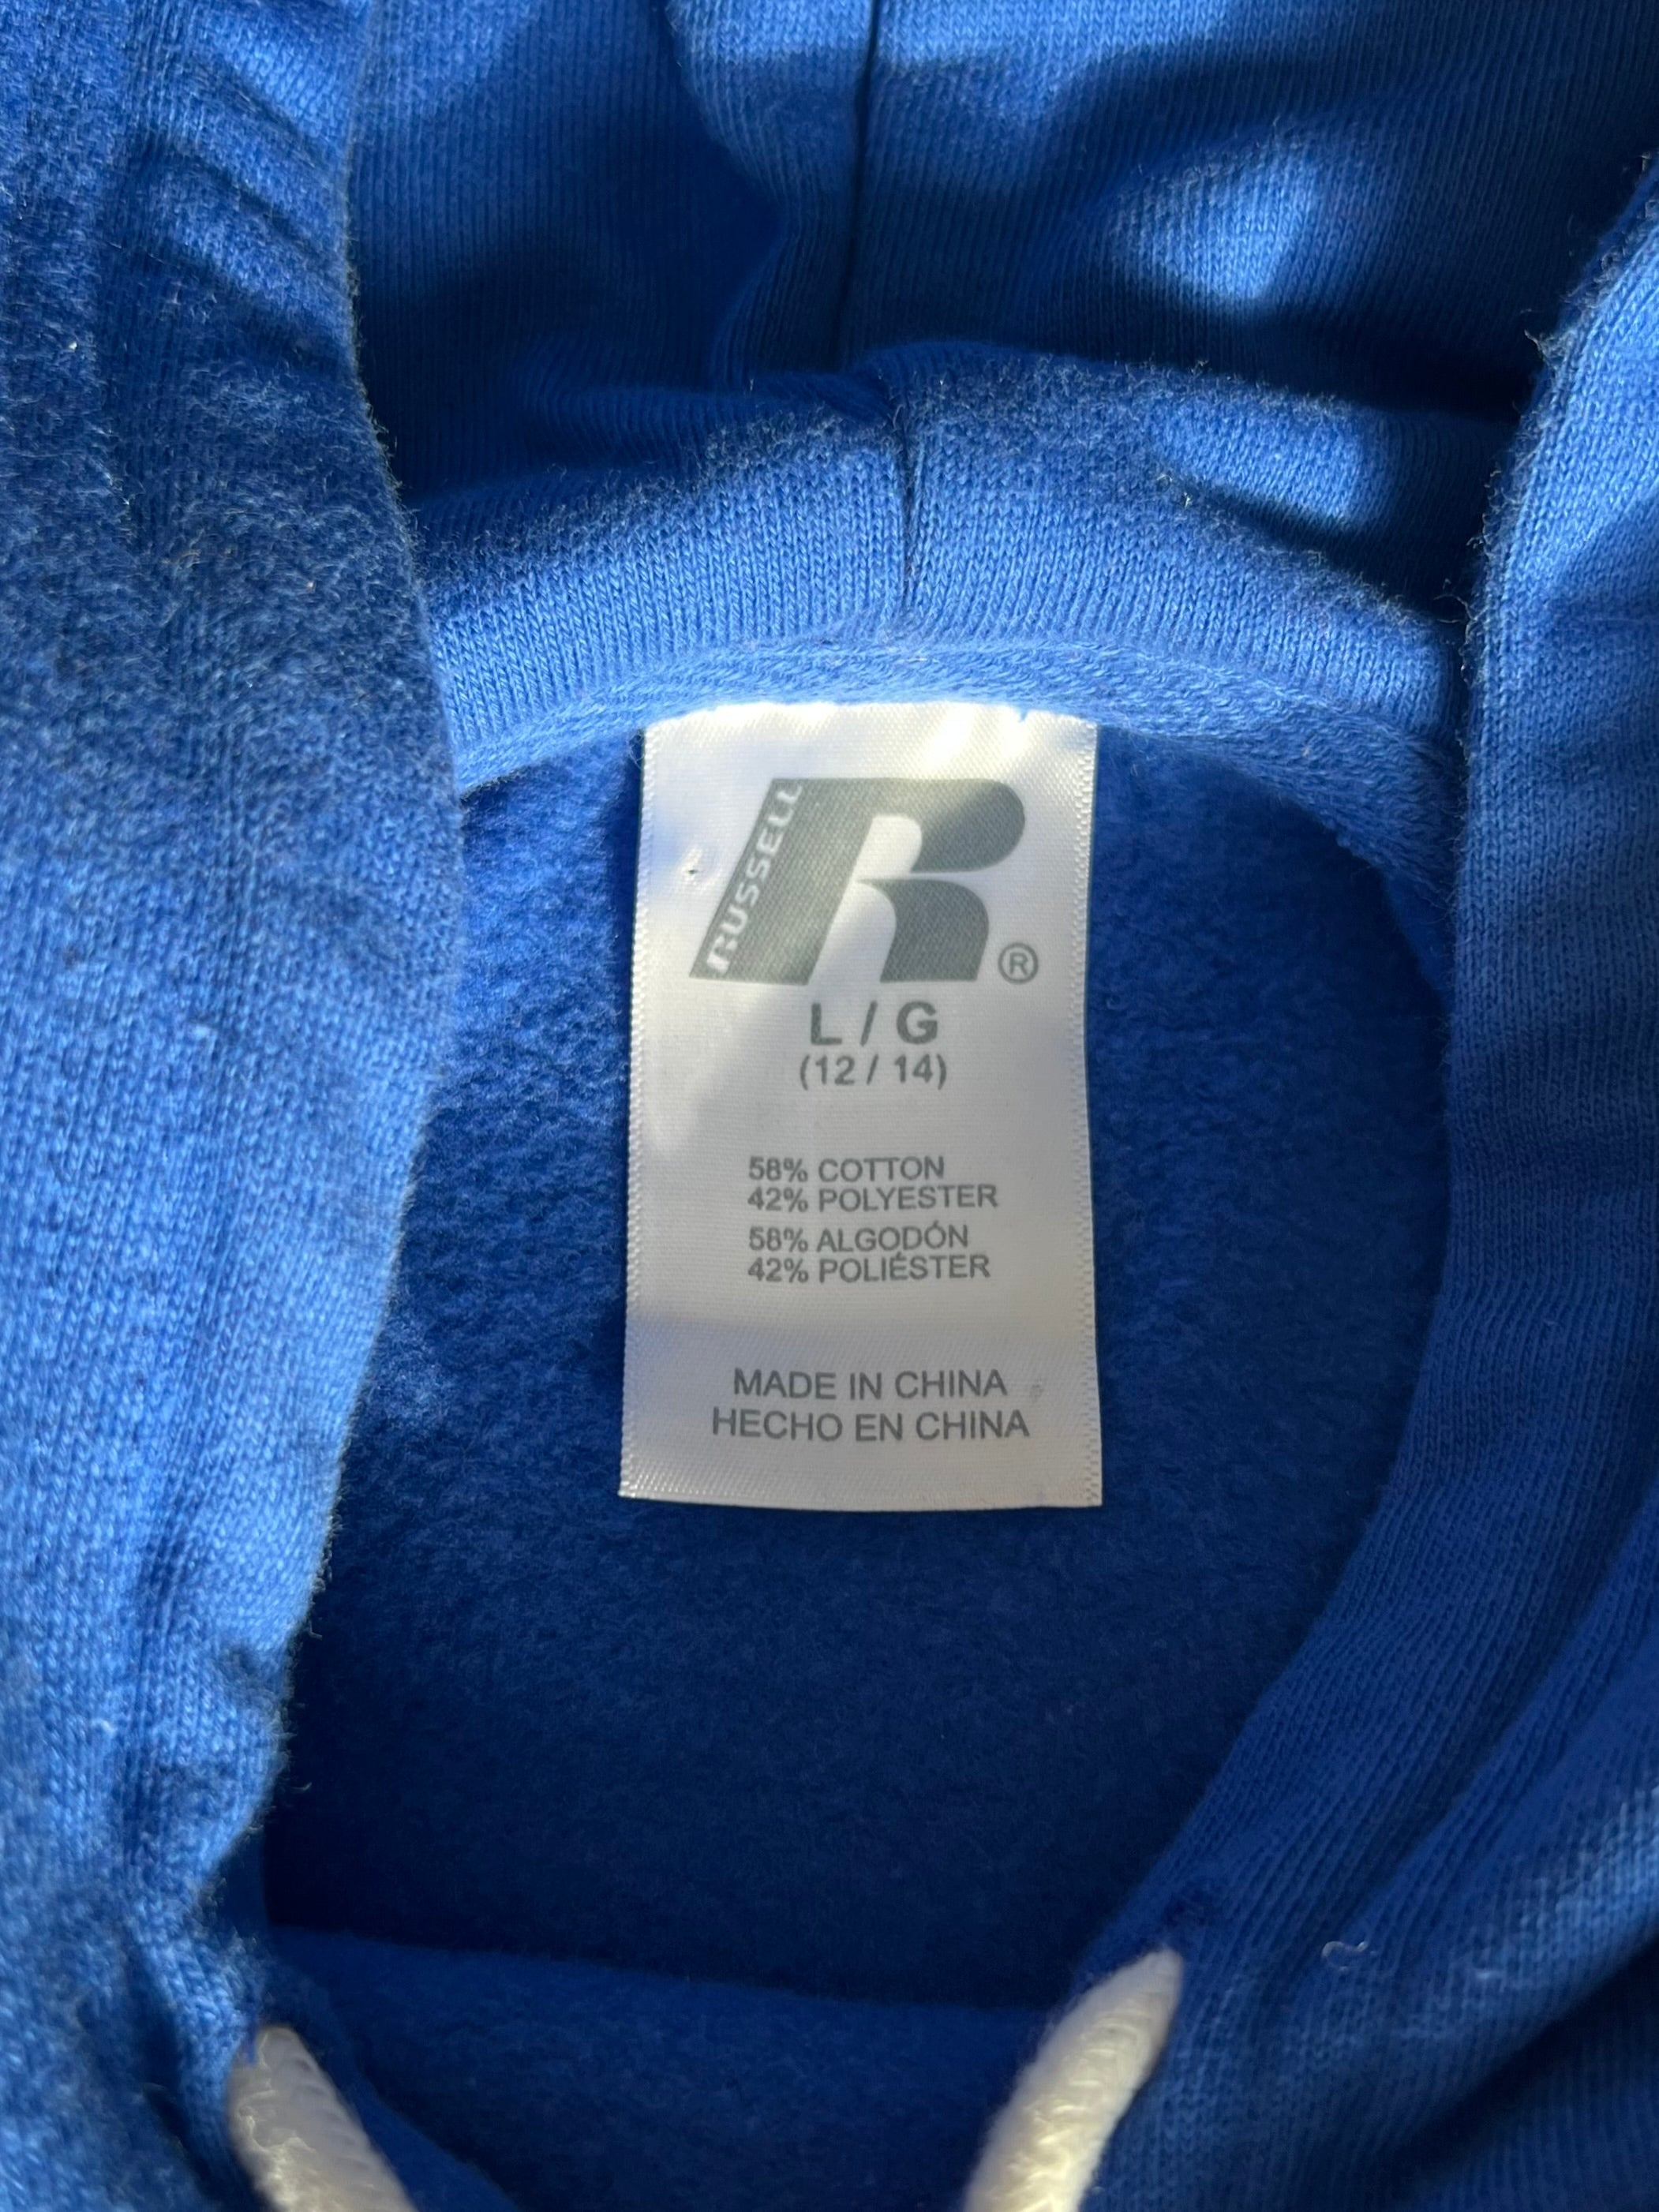 RUSSELL
R®
L / G
(12 / 14)
58% COTTON
42% POLYESTER
58% ALGODÓN
42% POLIÉSTER
MADE IN CHINA
HECHO EN CHINA